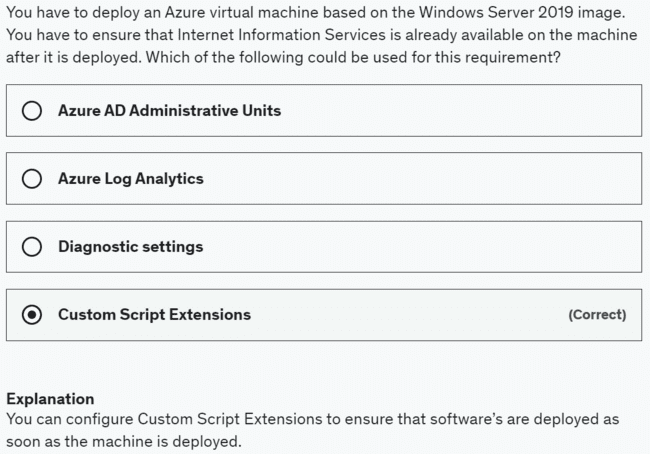 You have to deploy an Azure virtual machine based on the Windows Server 2019 image.
You have to ensure that Internet Information Services is already available on the machine
after it is deployed. Which of the following could be used for this requirement?
Azure AD Administrative Units
Azure Log Analytics
Diagnostic settings
Custom Script Extensions (Correct)
Explanation
You can configure Custom Script Extensions to ensure that software's are deployed as
soon as the machine is deployed.